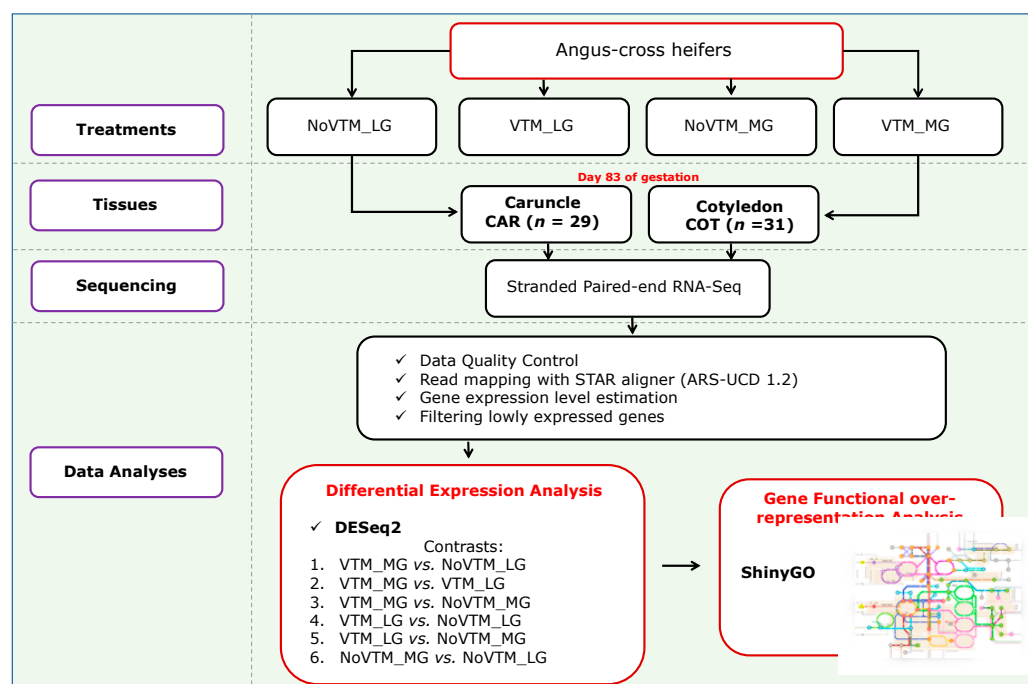 Angus-cross heifers
Treatments
NoVTM_LG
VTM_LG
NoVTM_MG
VTM_MG
Day 83 of gestation
Tissues
Caruncle
CAR (n = 29)
Cotyledon
COT (n =31)
Sequencing
Stranded Paired-end RNA-Seq
✓ Data Quality Control
✓ Read mapping with STAR aligner (ARS-UCD 1.2)
✓ Gene expression level estimation
✓ Filtering lowly expressed genes
Data Analyses
Differential Expression Analysis
✓ DESeq2
Contrasts:
1. VTM_MG vs. NoVTM_LG
2. VTM_MG vs. VTM_LG
3. VTM_MG vs. NoVTM_MG
4. VTM_LG vs. NoVTM_LG
5. VTM_LG vs. NoVTM_MG
6. NoVTM_MG vs. NoVTM_LG
Gene Functional over-
representation Analysis
ShinyGO